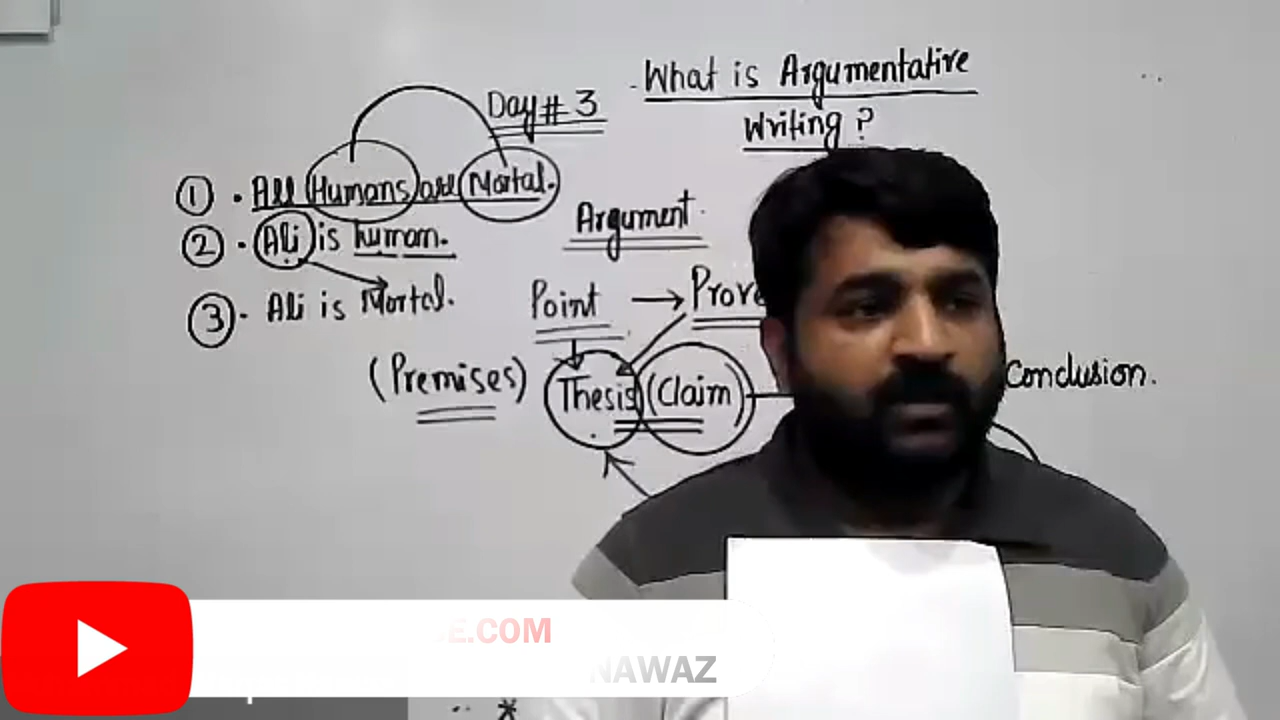 Day # 3
What is Argumentative
Writing ?
① · All Humans are Mortal.
② · Ali is human.
③ · Ali is Mortal.
Argument
Point → Prove
(Premises) Thesis (Claim)
Conclusion.
E.COM
NAWAZ
*